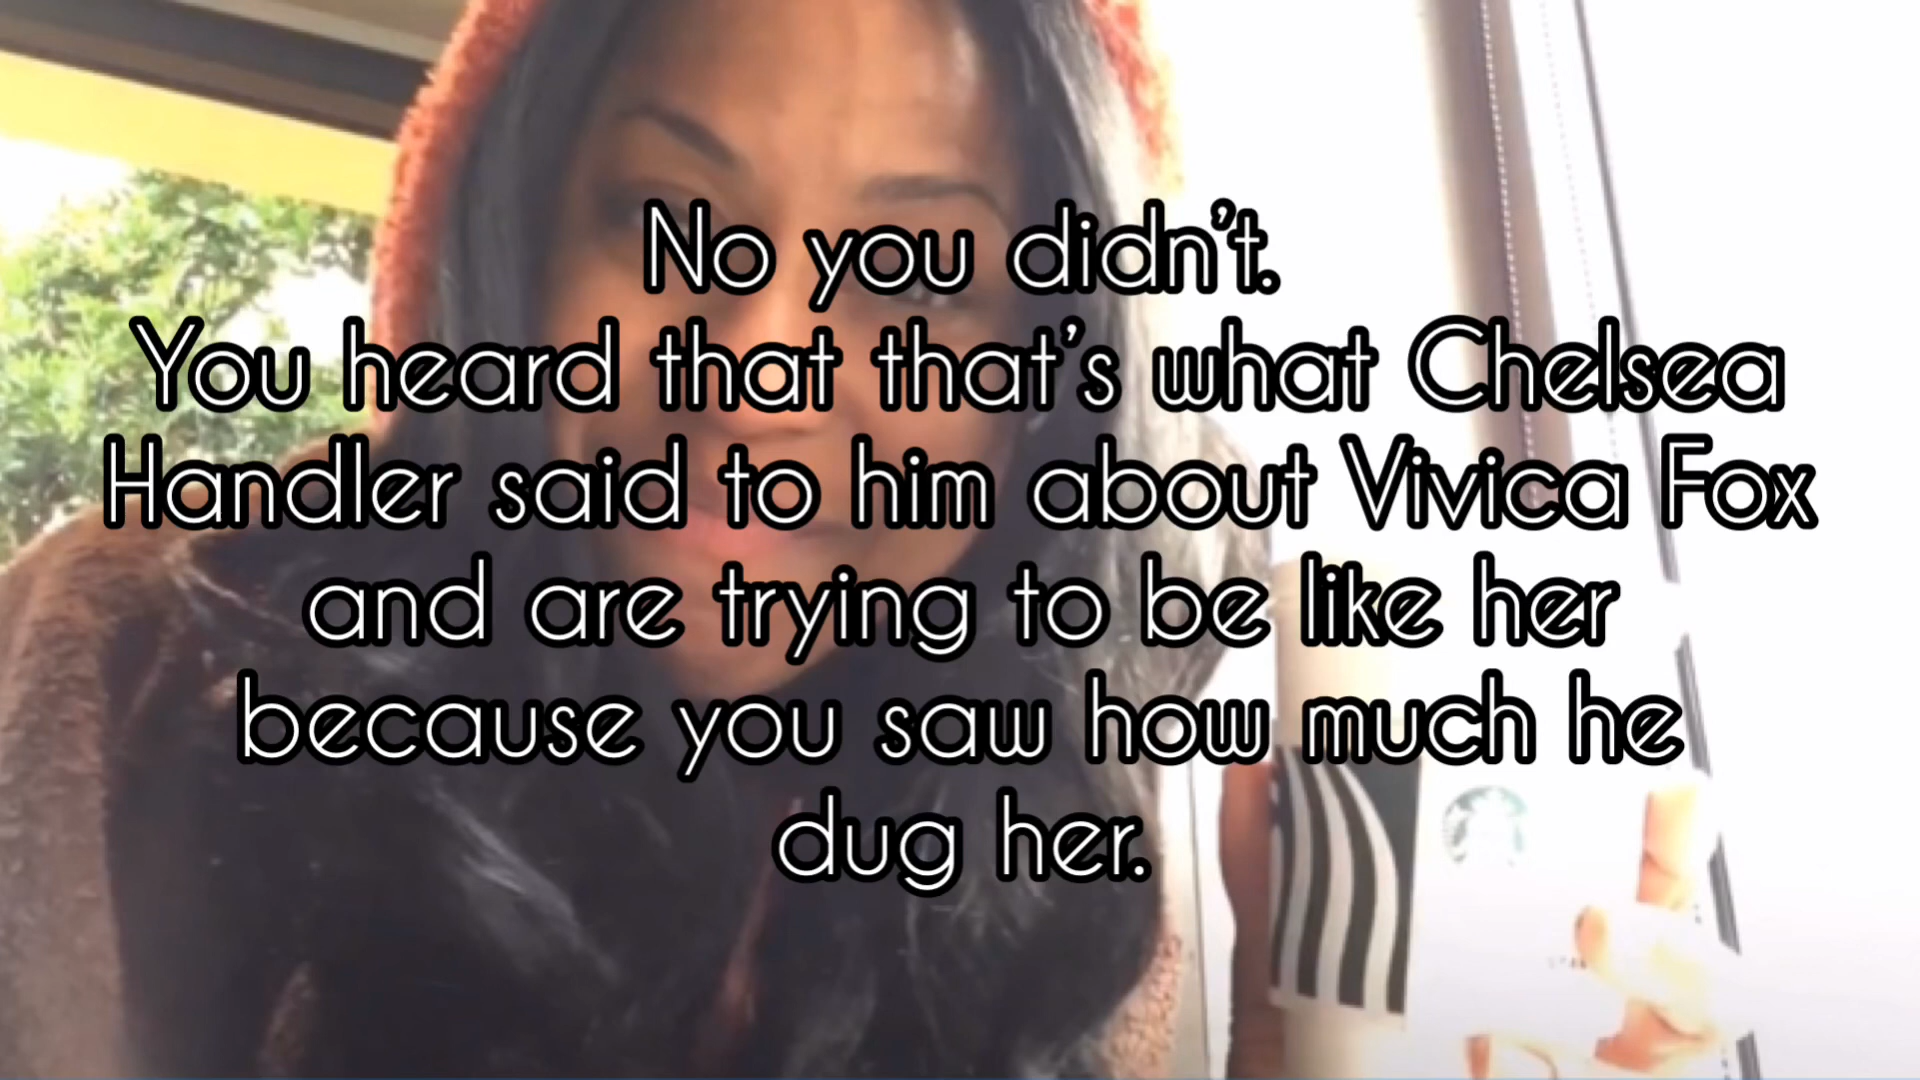 No you didn't.
You heard that that's what Chelsea
Handler said to him about Vivica Fox
and are trying to be like her
because you saw how much he
dug her.